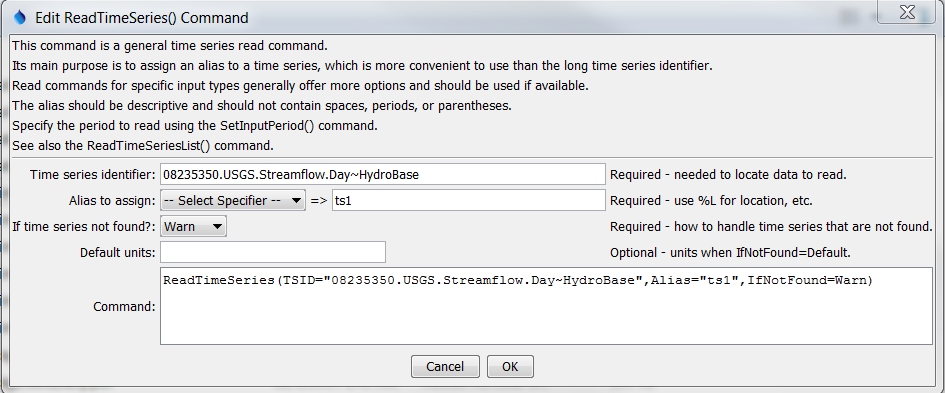 Edit ReadTimeSeries() Command
This command is a general time series read command.
Its main purpose is to assign an alias to a time series, which is more convenient to use than the long time series identifier.
Read commands for specific input types generally offer more options and should be used if available.
The alias should be descriptive and should not contain spaces, periods, or parentheses.
Specify the period to read using the SetInputPeriod() command.
See also the ReadTimeSeriesList() command.
Time series identifier: 08235350.USGS.Streamflow.Day~HydroBase Required - needed to locate data to read.
Alias to assign: -- Select Specifier -- => ts1 Required - use %L for location, etc.
If time series not found?: Warn Required - how to handle time series that are not found.
Default units: Optional - units when IfNotFound=Default.
Command: ReadTimeSeries(TSID="08235350.USGS.Streamflow.Day~HydroBase",Alias="ts1",IfNotFound=Warn)
Cancel OK